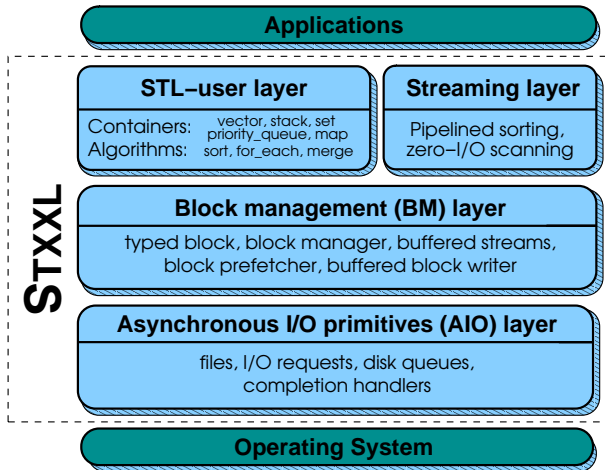 Applications
STXXL
STL–user layer
Containers: vector, stack, set
priority_queue, map
Algorithms: sort, for_each, merge
Streaming layer
Pipelined sorting,
zero–I/O scanning
Block management (BM) layer
typed block, block manager, buffered streams,
block prefetcher, buffered block writer
Asynchronous I/O primitives (AIO) layer
files, I/O requests, disk queues,
completion handlers
Operating System